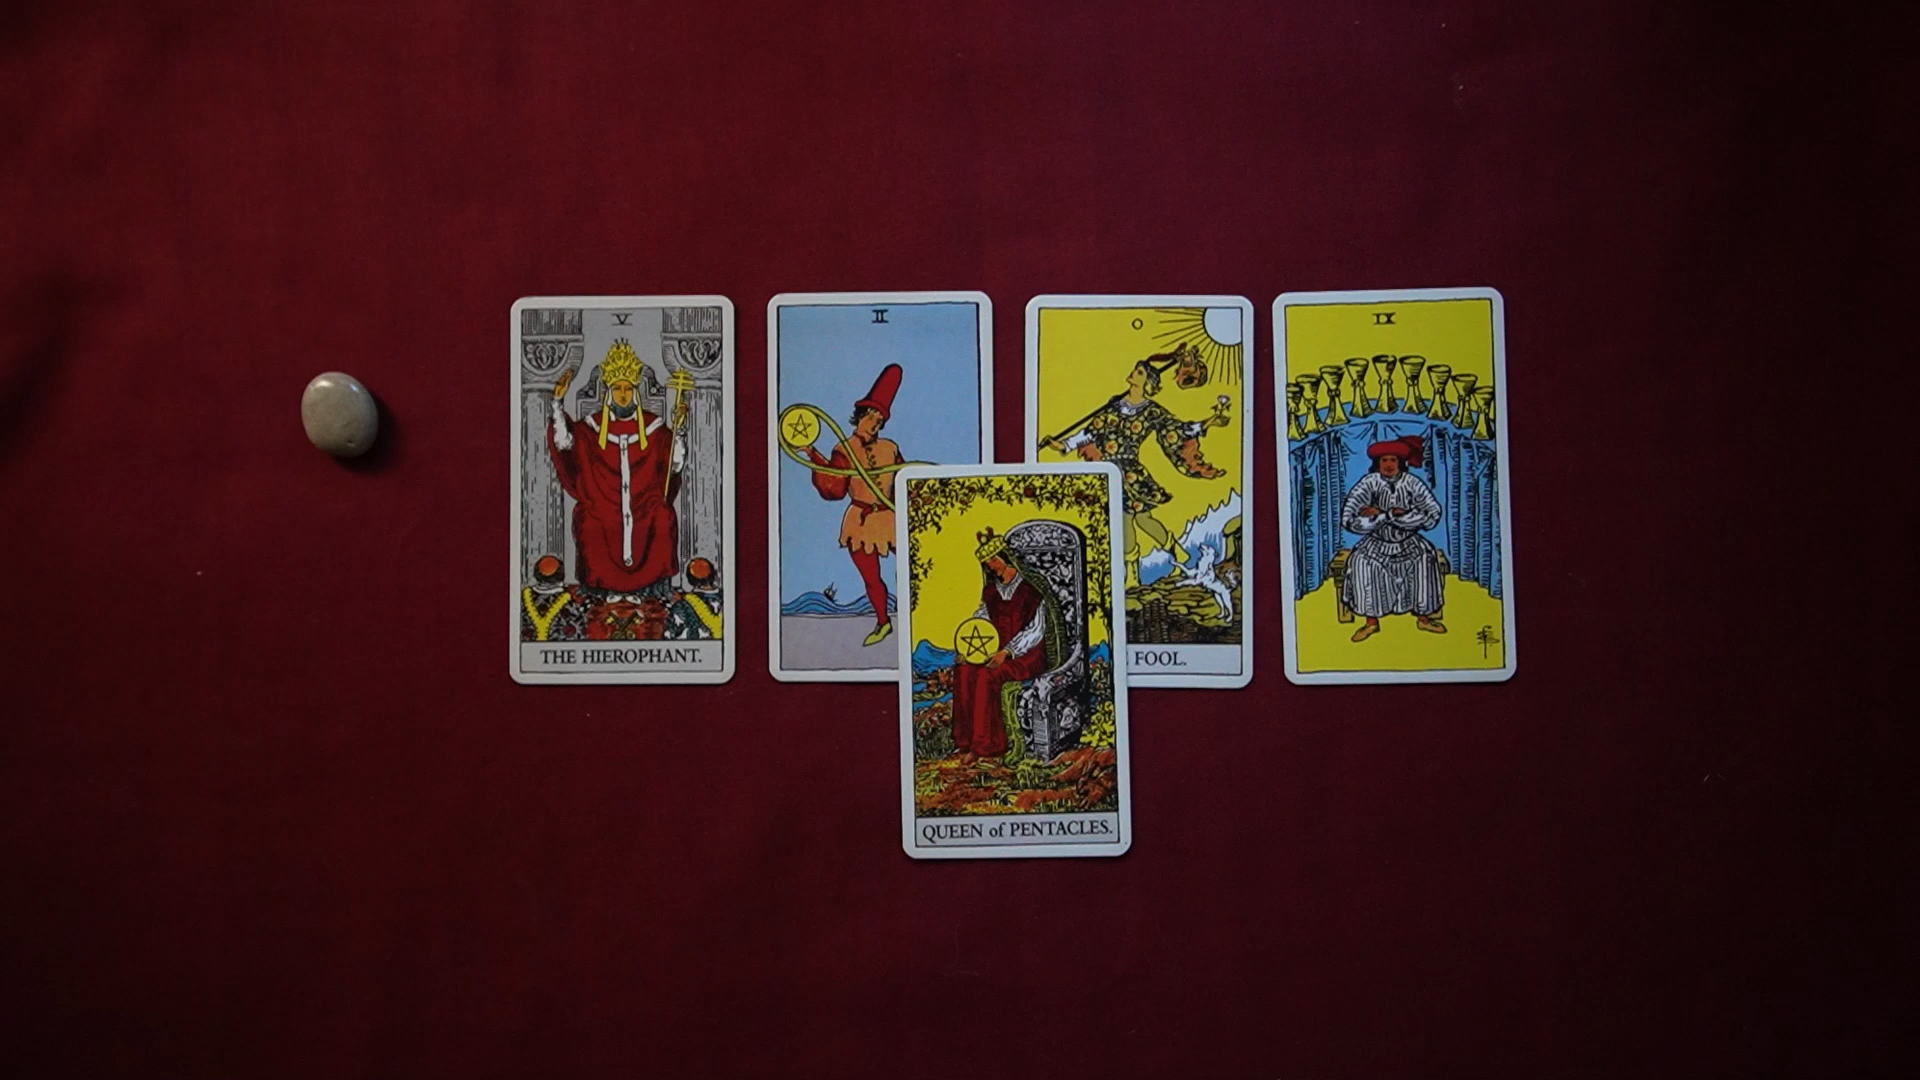 V
THE HIEROPHANT.
II
0
FOOL.
IX
QUEEN of PENTACLES.